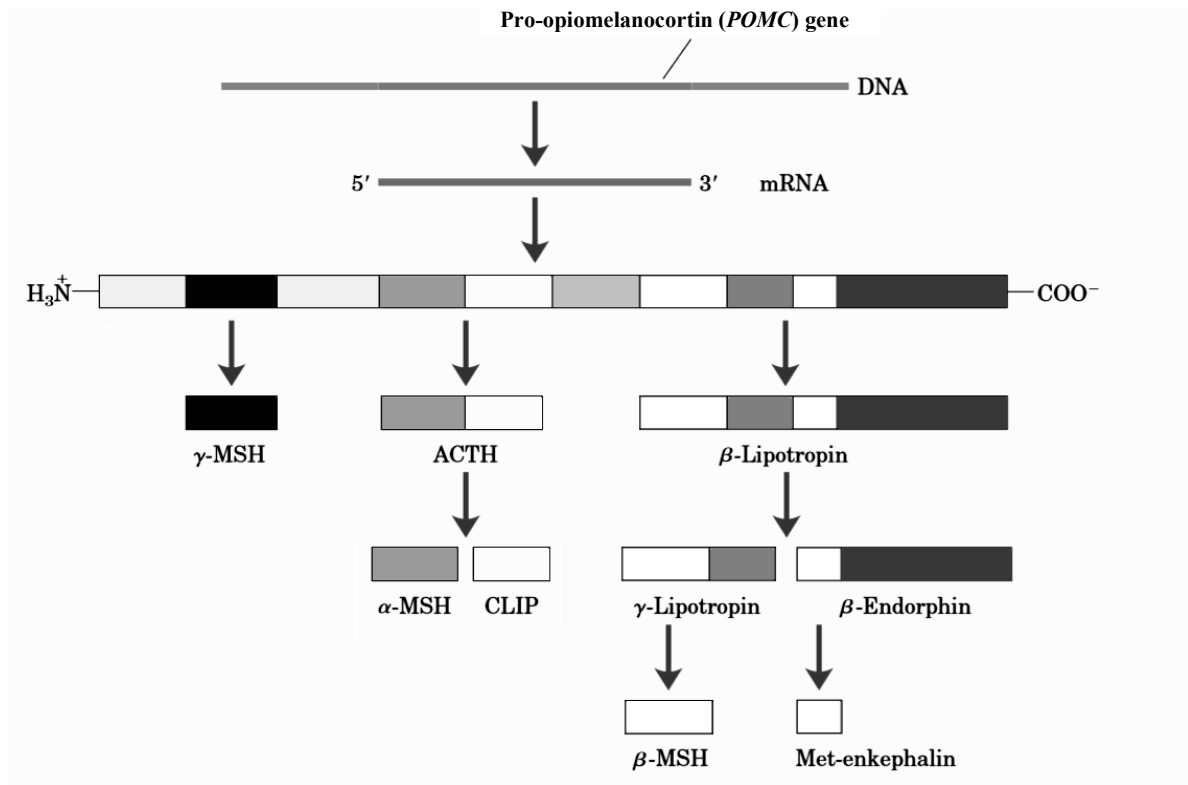 Pro-opiomelanocortin (POMC) gene
DNA
5′ 3′ mRNA
H₃N⁺ COO⁻
γ-MSH ACTH β-Lipotropin
α-MSH CLIP γ-Lipotropin β-Endorphin
β-MSH Met-enkephalin